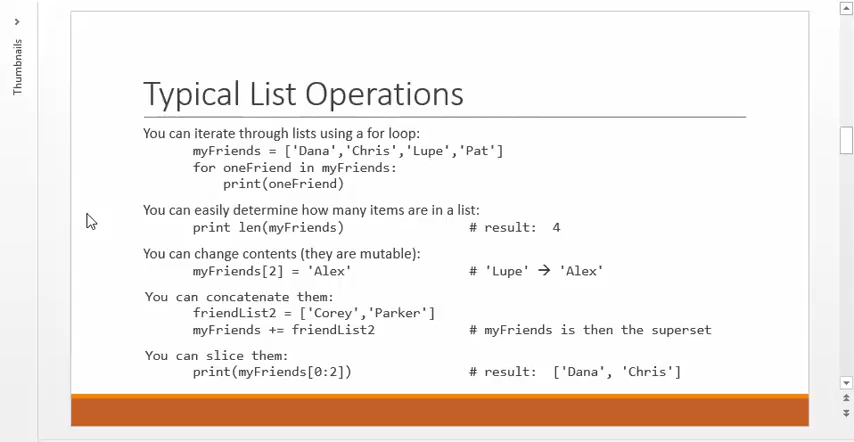 Thumbnails
Typical List Operations
You can iterate through lists using a for loop:
myFriends = ['Dana','Chris','Lupe','Pat']
for oneFriend in myFriends:
print(oneFriend)
You can easily determine how many items are in a list:
print len(myFriends) # result: 4
You can change contents (they are mutable):
myFriends[2] = 'Alex' # 'Lupe' → 'Alex'
You can concatenate them:
friendList2 = ['Corey','Parker']
myFriends += friendList2 # myFriends is then the superset
You can slice them:
print(myFriends[0:2]) # result: ['Dana', 'Chris']